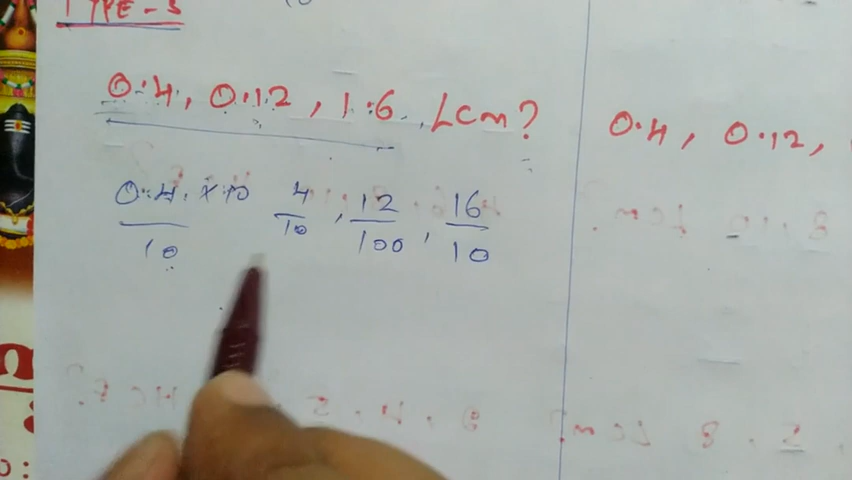 TYPE-3
0.4, 0.12, 1.6. Lcm?
0.4, 0.12,
0.4 × 10 / 10 4/10, 12/100, 16/10